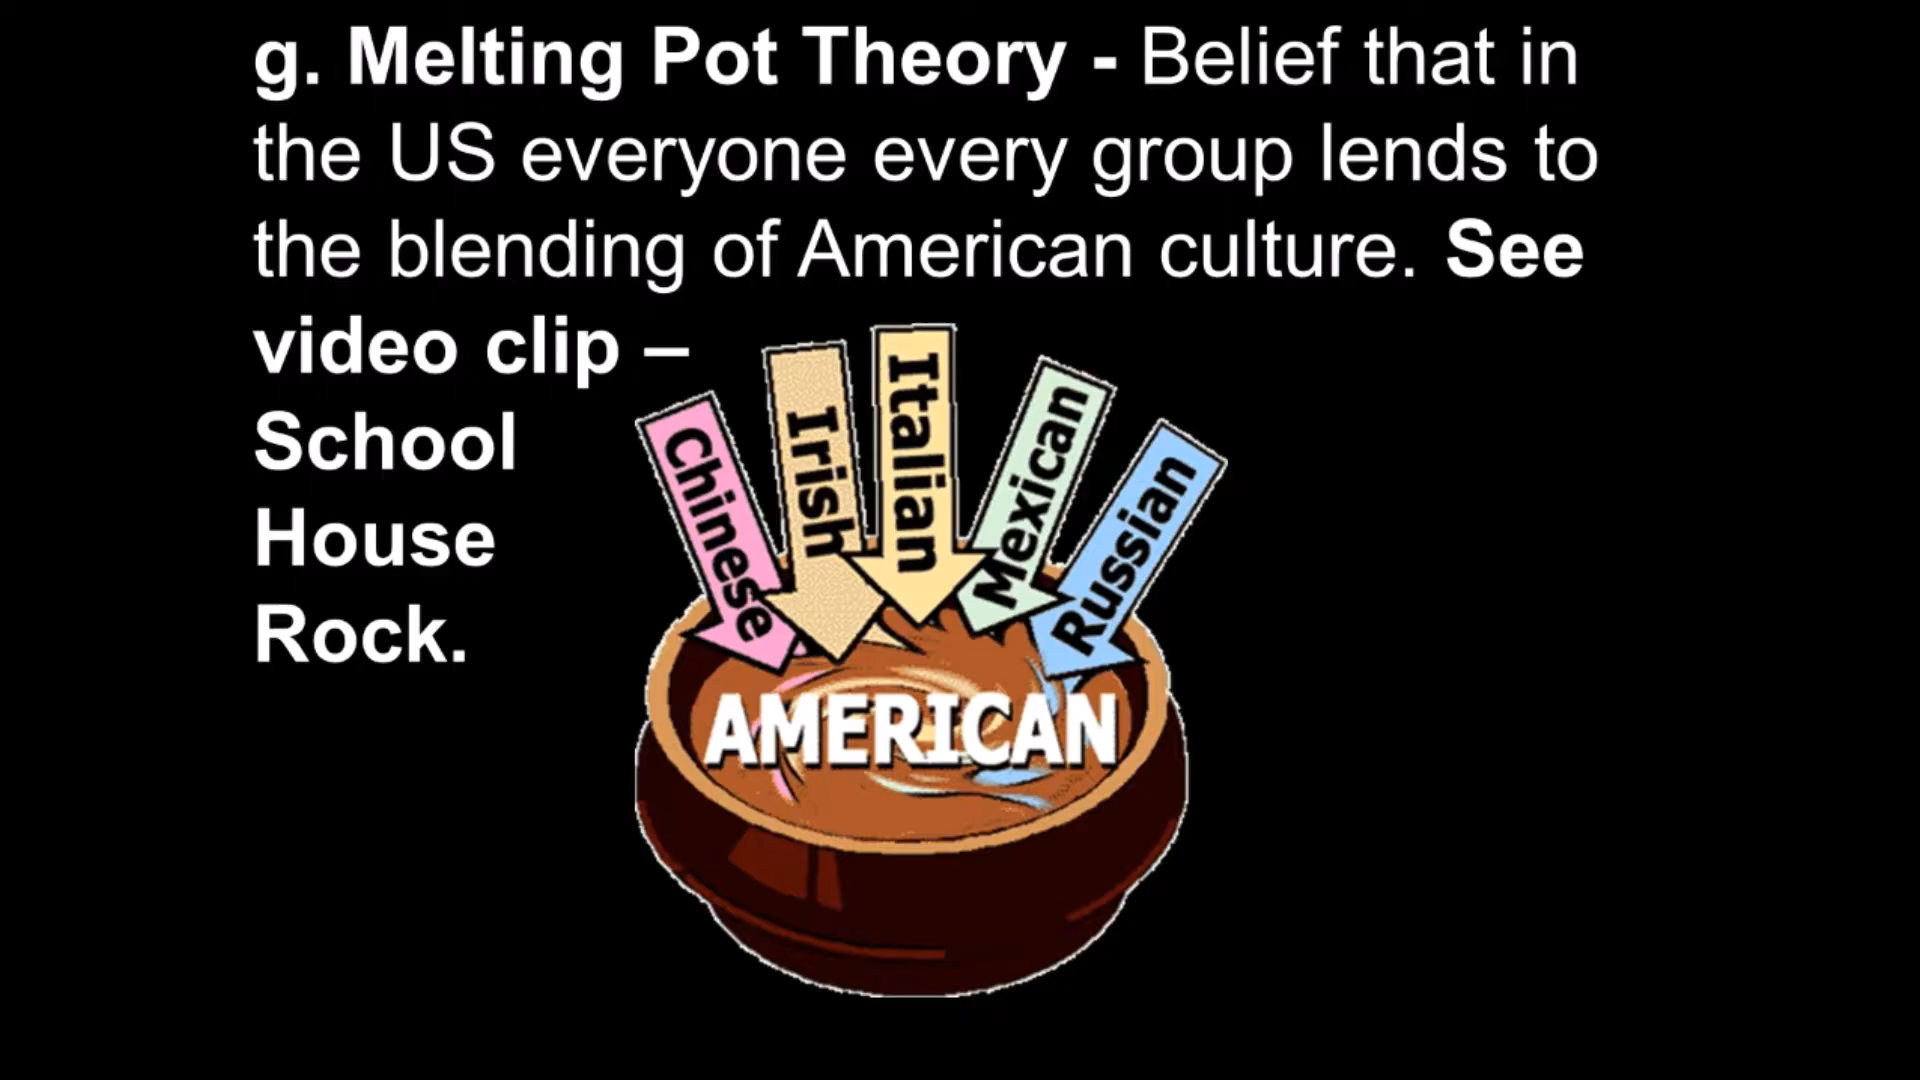 g. Melting Pot Theory - Belief that in
the US everyone every group lends to
the blending of American culture. See
video clip –
School
House
Rock.
Chinese
Irish
Italian
Mexican
Russian
AMERICAN